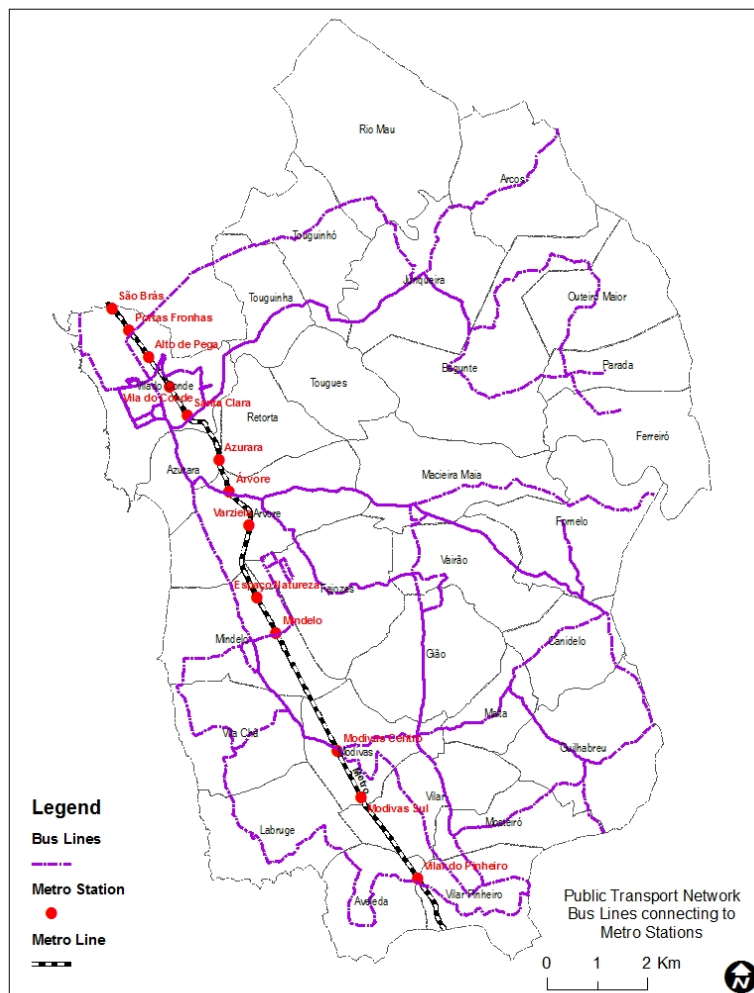 Rio Mau
Arcos
Touguinhó
Junqueira
São Brás
Touguinha
Outeiro Maior
Portas Fronhas
Alto de Pega
Bagunte
Parada
Vila do Conde
Tougues
Vila do Conde
Santa Clara
Retorta
Ferreiró
Azurara
Azurara
Macieira Maia
Árvore
Varziela
Árvore
Fornelo
Vairão
Espaço Natureza
Fajozes
Mindelo
Mindelo
Gião
Canidelo
Malta
Vila Chã
Modivas Centro
Modivas
Guilhabreu
Metro
Vilar
Modivas Sul
Mosteiró
Labruge
Vilar do Pinheiro
Aveleda
Vilar Pinheiro
Legend
Bus Lines
Metro Station
Metro Line
Public Transport Network
Bus Lines connecting to
Metro Stations
0 1 2 Km
N